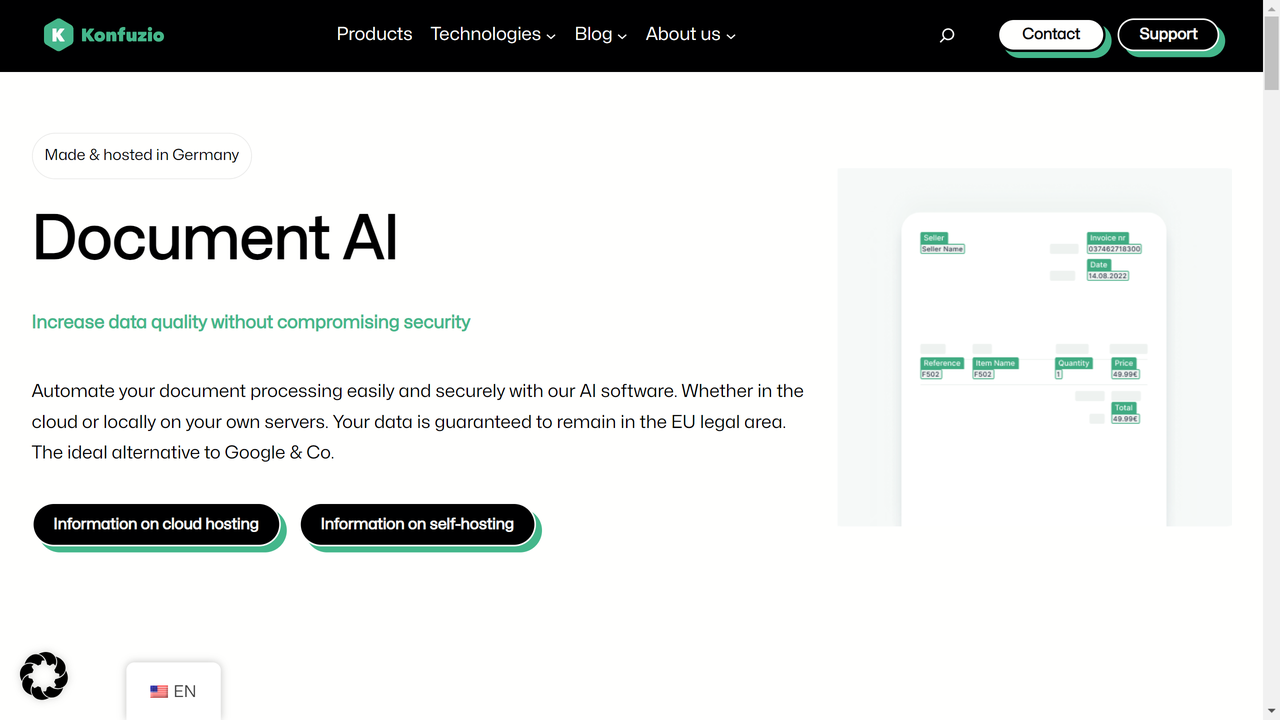 Konfuzio
Products
Technologies
Blog
About us
Contact
Support
Made & hosted in Germany
Document AI
Increase data quality without compromising security
Automate your document processing easily and securely with our AI software. Whether in the
cloud or locally on your own servers. Your data is guaranteed to remain in the EU legal area.
The ideal alternative to Google & Co.
Information on cloud hosting
Information on self-hosting
Seller
Seller Name
Invoice nr
037462718300
Date
14.08.2022
Reference
Item Name
Quantity
Price
F502
F502
1
49.99€
Total
49.99€
EN